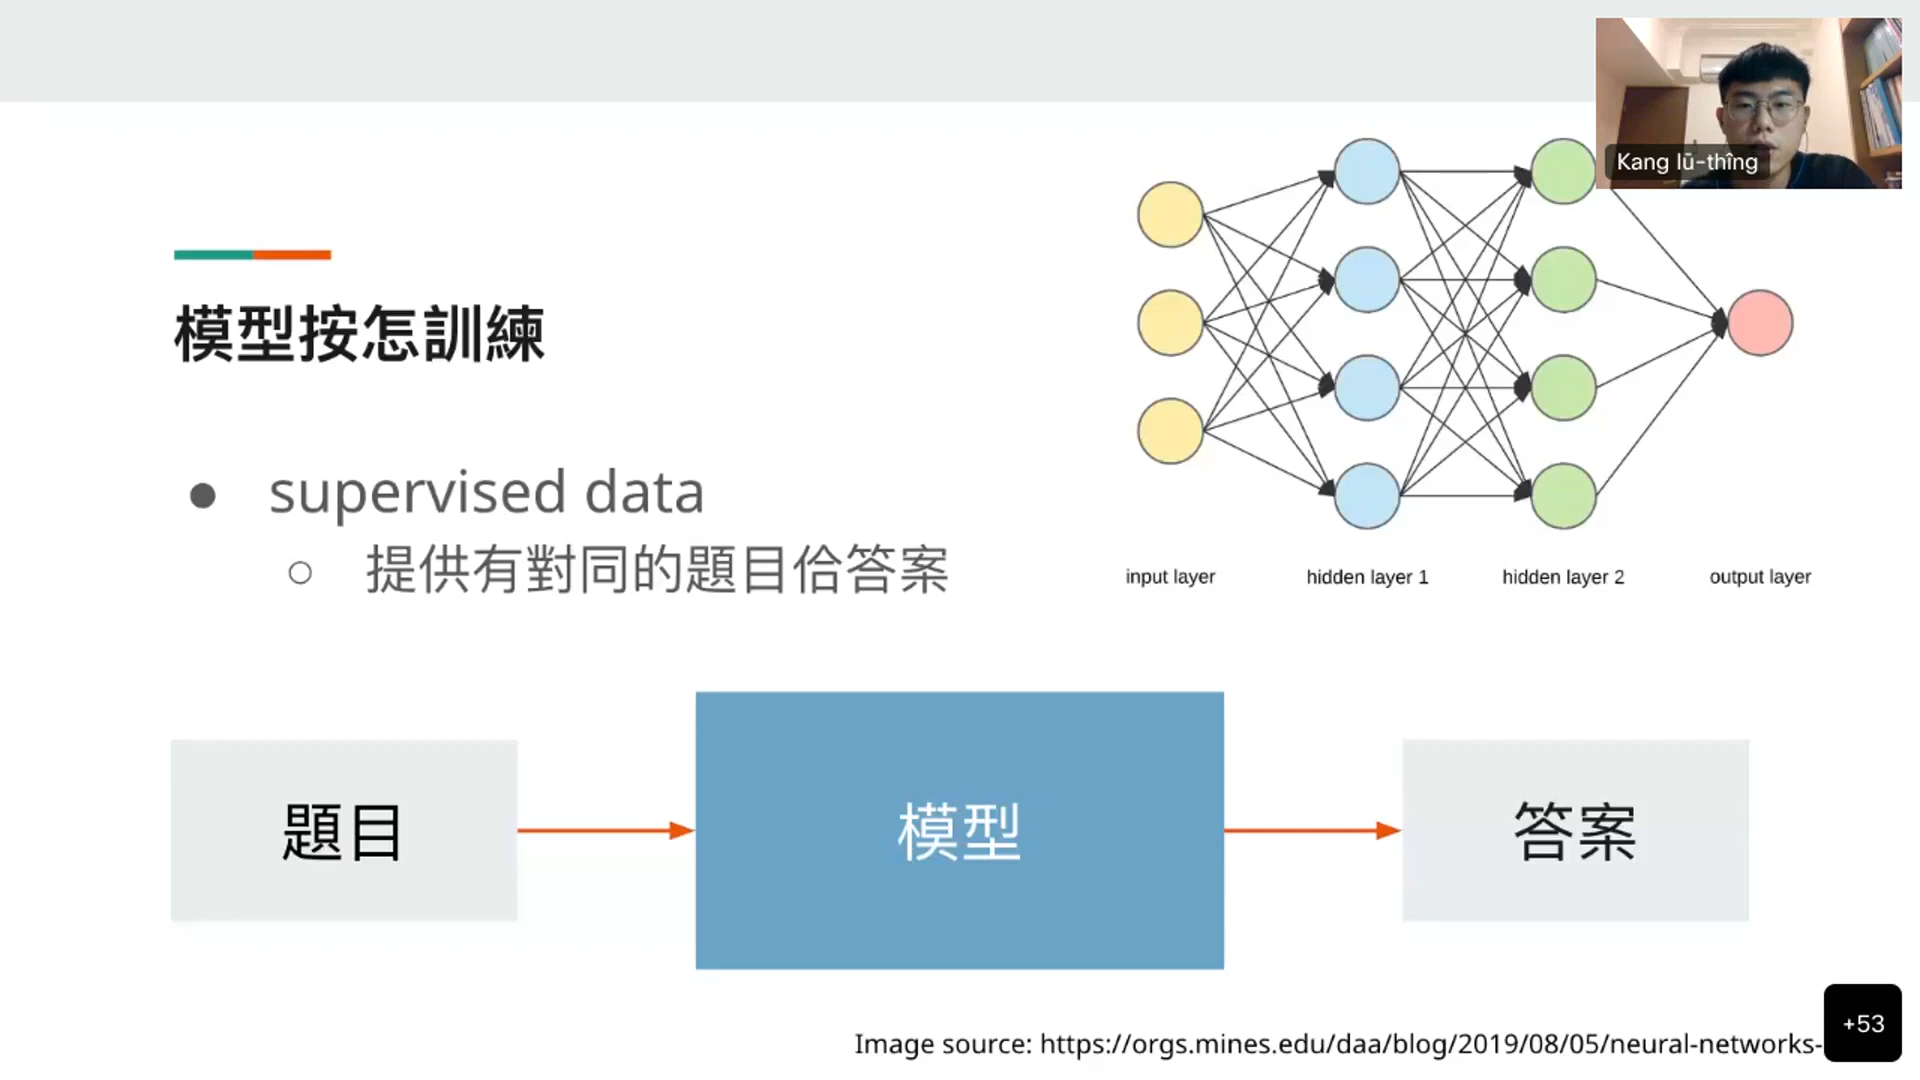 Kang lū-thîng
模型按怎訓練
● supervised data
○ 提供有對同的題目佮答案
input layer
hidden layer 1
hidden layer 2
output layer
題目
模型
答案
Image source: https://orgs.mines.edu/daa/blog/2019/08/05/neural-networks-
+53